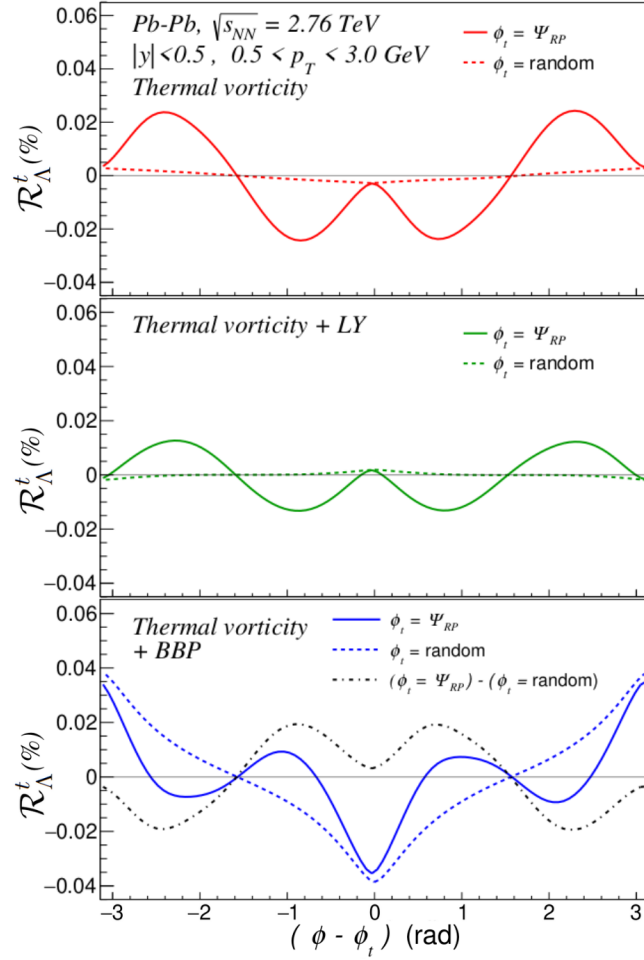 Pb-Pb, √s_NN = 2.76 TeV
|y|<0.5 , 0.5 < p_T < 3.0 GeV
Thermal vorticity
ϕ_t = Ψ_RP
ϕ_t = random
0.06
0.04
0.02
0
−0.02
−0.04
ℛ^t_Λ(%)
Thermal vorticity + LY
ϕ_t = Ψ_RP
ϕ_t = random
0.06
0.04
0.02
0
−0.02
−0.04
ℛ^t_Λ(%)
Thermal vorticity
+ BBP
ϕ_t = Ψ_RP
ϕ_t = random
(ϕ_t = Ψ_RP) - (ϕ_t = random)
0.06
0.04
0.02
0
−0.02
−0.04
ℛ^t_Λ(%)
−3 −2 −1 0 1 2 3
( ϕ - ϕ_t ) (rad)